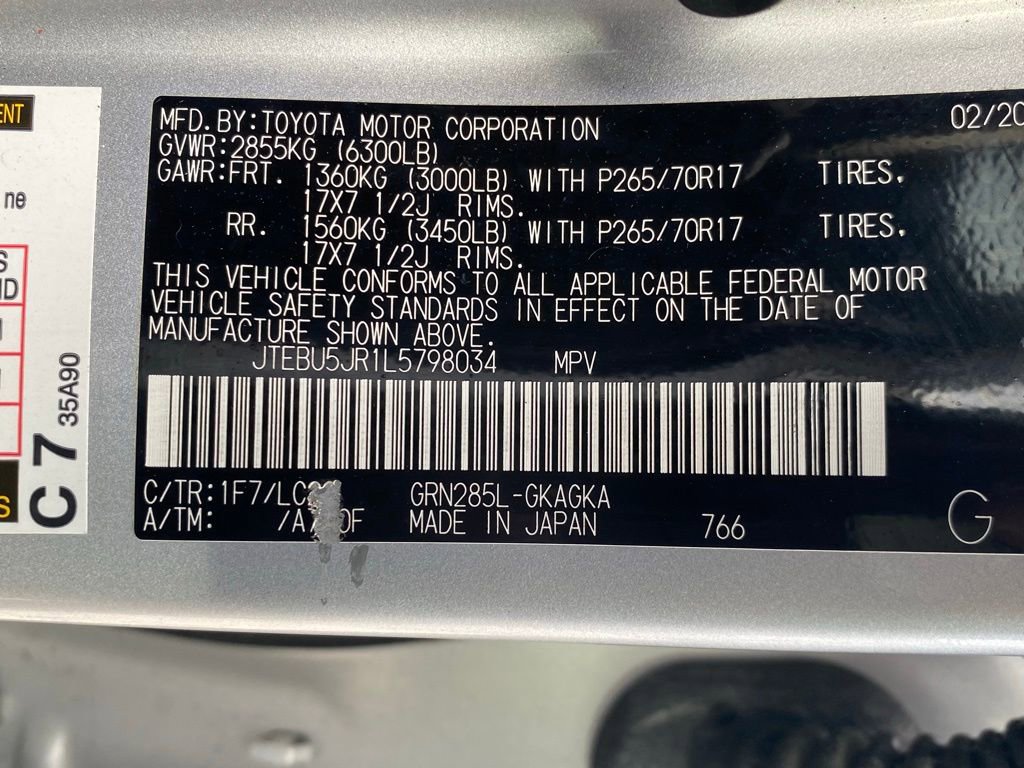 MFD.BY:TOYOTA MOTOR CORPORATION 02/20
GVWR:2855KG (6300LB)
GAWR:FRT. 1360KG (3000LB) WITH P265/70R17 TIRES.
17X7 1/2J RIMS.
RR. 1560KG (3450LB) WITH P265/70R17 TIRES.
17X7 1/2J RIMS.
THIS VEHICLE CONFORMS TO ALL APPLICABLE FEDERAL MOTOR
VEHICLE SAFETY STANDARDS IN EFFECT ON THE DATE OF
MANUFACTURE SHOWN ABOVE.
JTEBU5JR1L5798034 MPV
C/TR:1F7/LC
GRN285L-GKAGKA
A/TM: /A
0F
MADE IN JAPAN 766
G
ENT
ne
S
ND
C 7 35A90
S